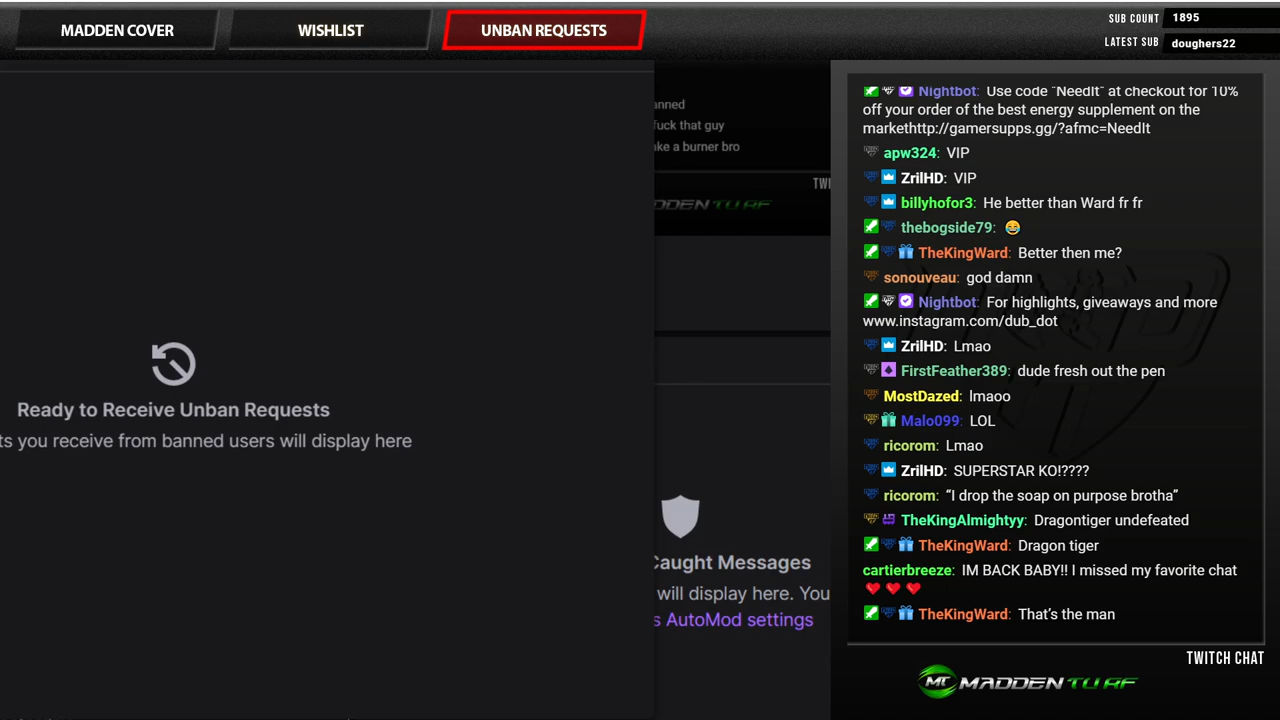 MADDEN COVER
WISHLIST
UNBAN REQUESTS
SUB COUNT 1895
LATEST SUB doughers22
anned
fuck that guy
ke a burner bro
TWI
DDEN TURF
Ready to Receive Unban Requests
ts you receive from banned users will display here
Caught Messages
will display here. You
s AutoMod settings
Nightbot: Use code "NeedIt" at checkout for 10%
off your order of the best energy supplement on the
markethttp://gamersupps.gg/?afmc=NeedIt
apw324: VIP
ZrilHD: VIP
billyhofor3: He better than Ward fr fr
thebogside79: 😂
TheKingWard: Better then me?
sonouveau: god damn
Nightbot: For highlights, giveaways and more
www.instagram.com/dub_dot
ZrilHD: Lmao
FirstFeather389: dude fresh out the pen
MostDazed: lmaoo
Malo099: LOL
ricorom: Lmao
ZrilHD: SUPERSTAR KO!????
ricorom: “I drop the soap on purpose brotha”
TheKingAlmightyy: Dragontiger undefeated
TheKingWard: Dragon tiger
cartierbreeze: IM BACK BABY!! I missed my favorite chat
❤️ ❤️ ❤️
TheKingWard: That’s the man
TWITCH CHAT
MT MADDEN TURF